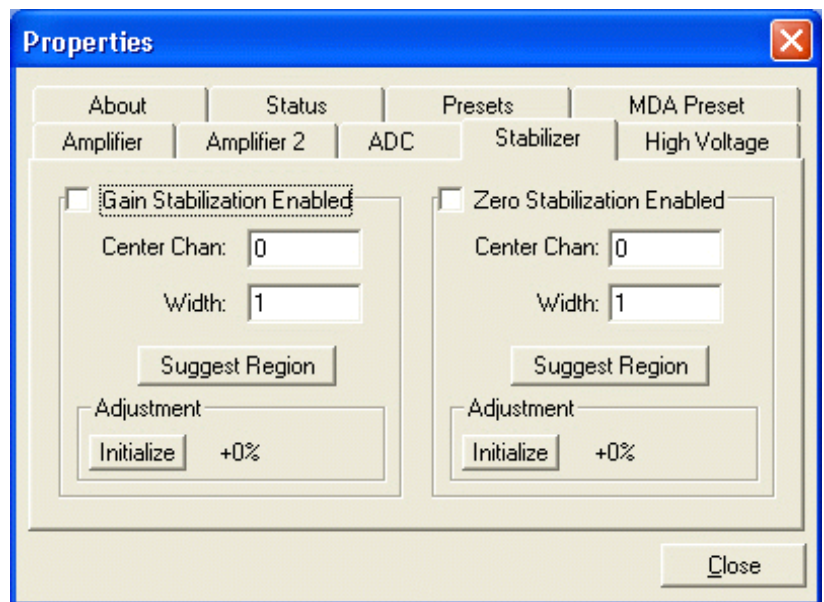 Properties
About Status Presets MDA Preset
Amplifier Amplifier 2 ADC Stabilizer High Voltage
Gain Stabilization Enabled
Center Chan: 0
Width: 1
Suggest Region
Adjustment
Initialize +0%
Zero Stabilization Enabled
Center Chan: 0
Width: 1
Suggest Region
Adjustment
Initialize +0%
Close